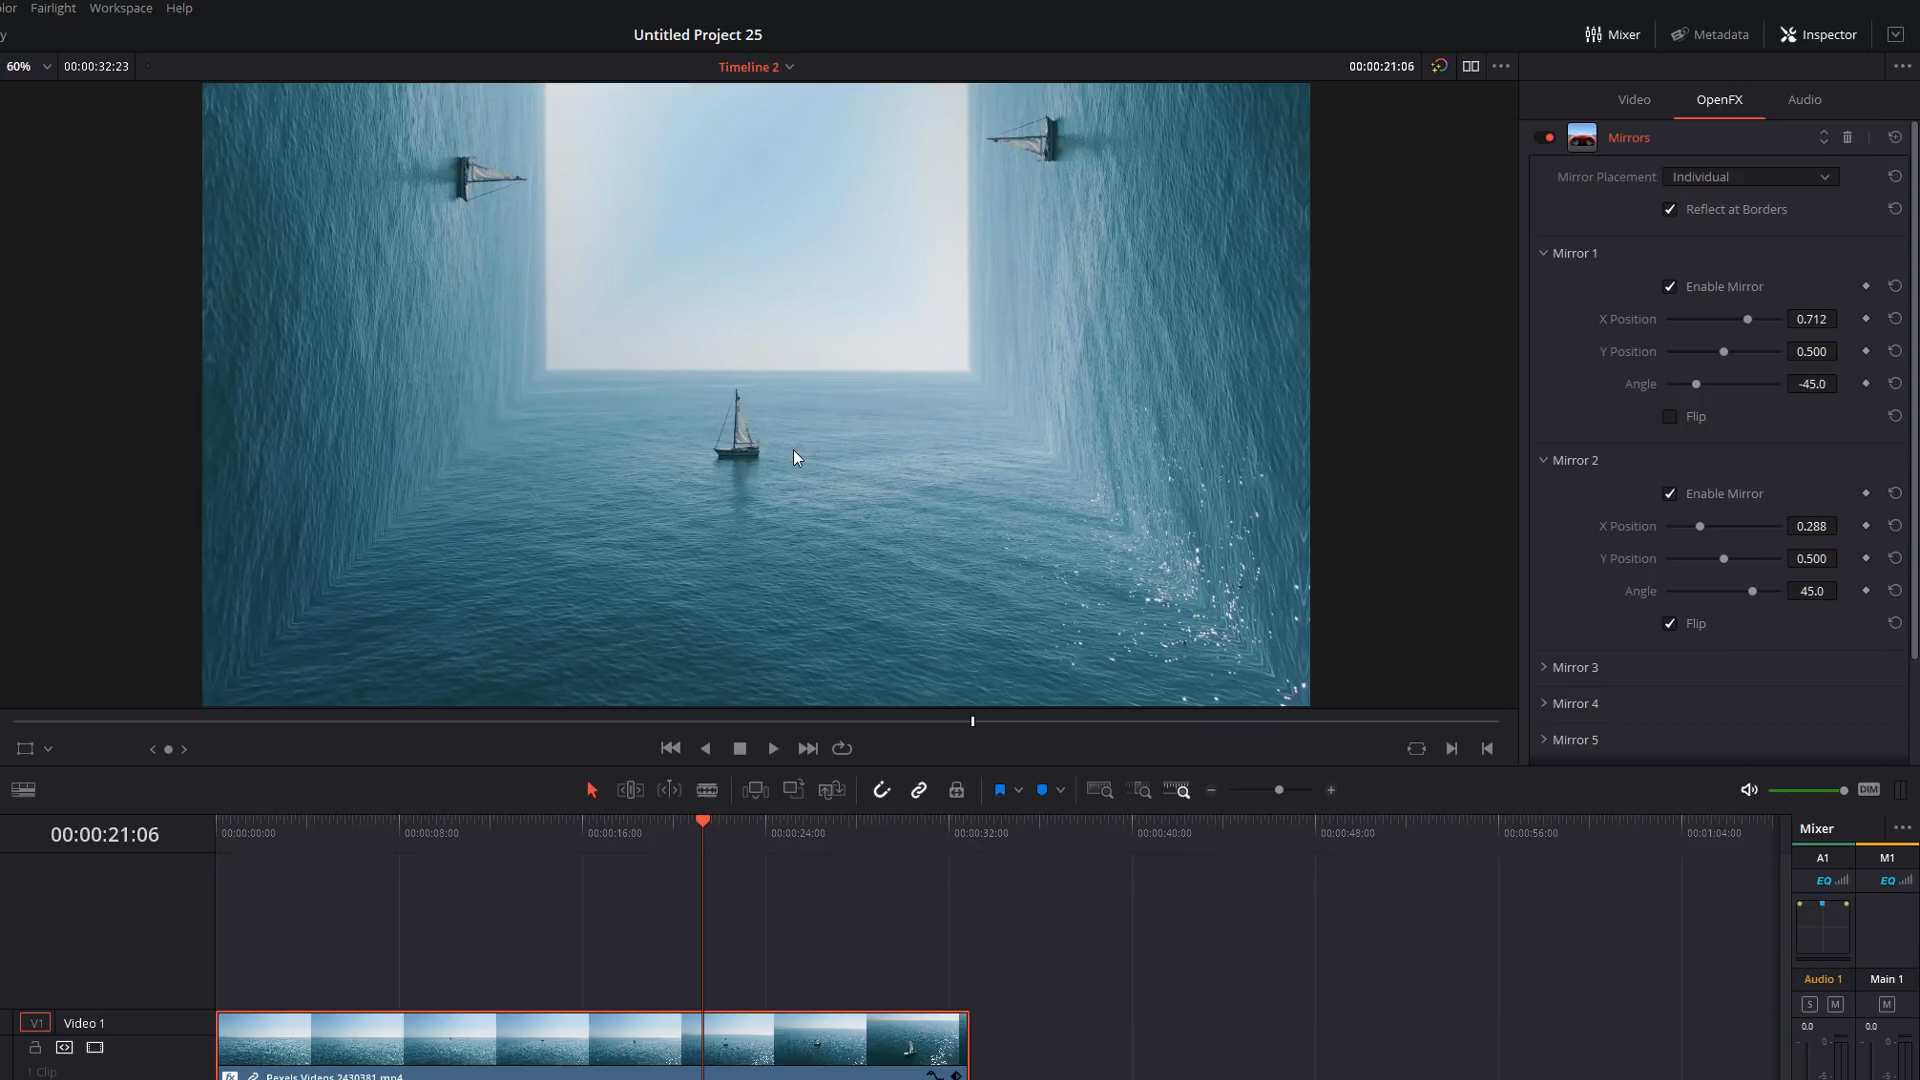 olor Fairlight Workspace Help
y Untitled Project 25 Mixer Metadata Inspector
60% 00:00:32:23 Timeline 2 00:00:21:06
Video OpenFX Audio
Mirrors
Mirror Placement Individual
Reflect at Borders
Mirror 1
Enable Mirror
X Position 0.712
Y Position 0.500
Angle -45.0
Flip
Mirror 2
Enable Mirror
X Position 0.288
Y Position 0.500
Angle 45.0
Flip
Mirror 3
Mirror 4
Mirror 5
DIM
00:00:21:06 00:00:00:00 00:00:08:00 00:00:16:00 00:00:24:00 00:00:32:00 00:00:40:00 00:00:48:00 00:00:56:00 00:01:04:00
Mixer
A1 M1
EQ EQ
Audio 1 Main 1
S M M
V1 Video 1
0.0 0.0
0 0
1 Clip
fx Pexels Videos 2430381.mp4
-5 -5